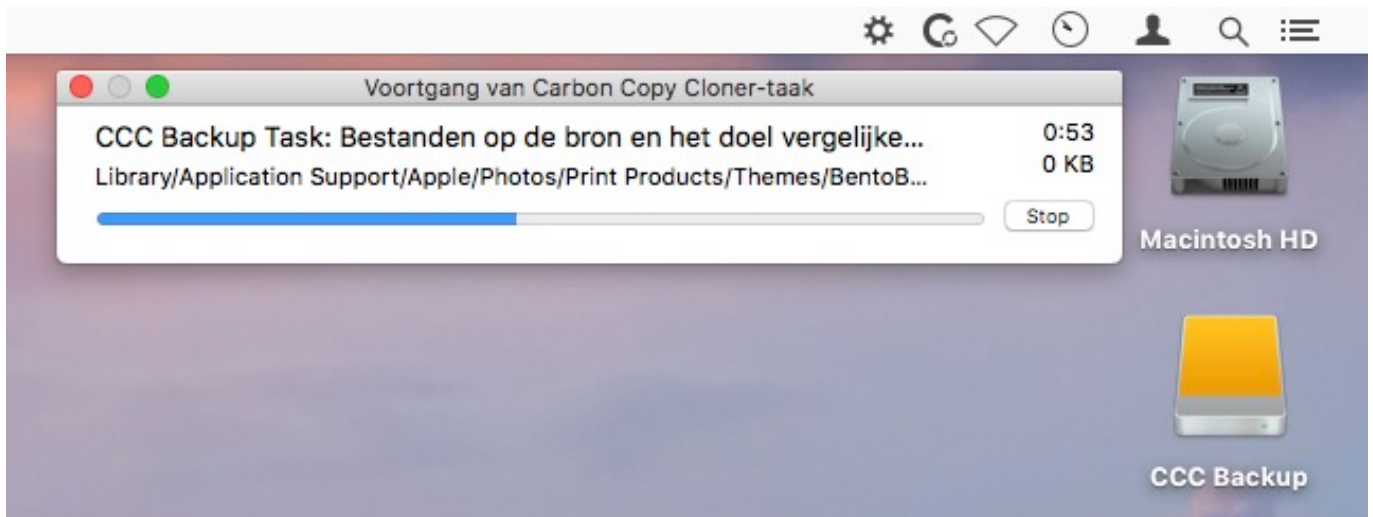 Voortgang van Carbon Copy Cloner-taak
CCC Backup Task: Bestanden op de bron en het doel vergelijke... 0:53
Library/Application Support/Apple/Photos/Print Products/Themes/BentoB... 0 KB
Stop
Macintosh HD
CCC Backup